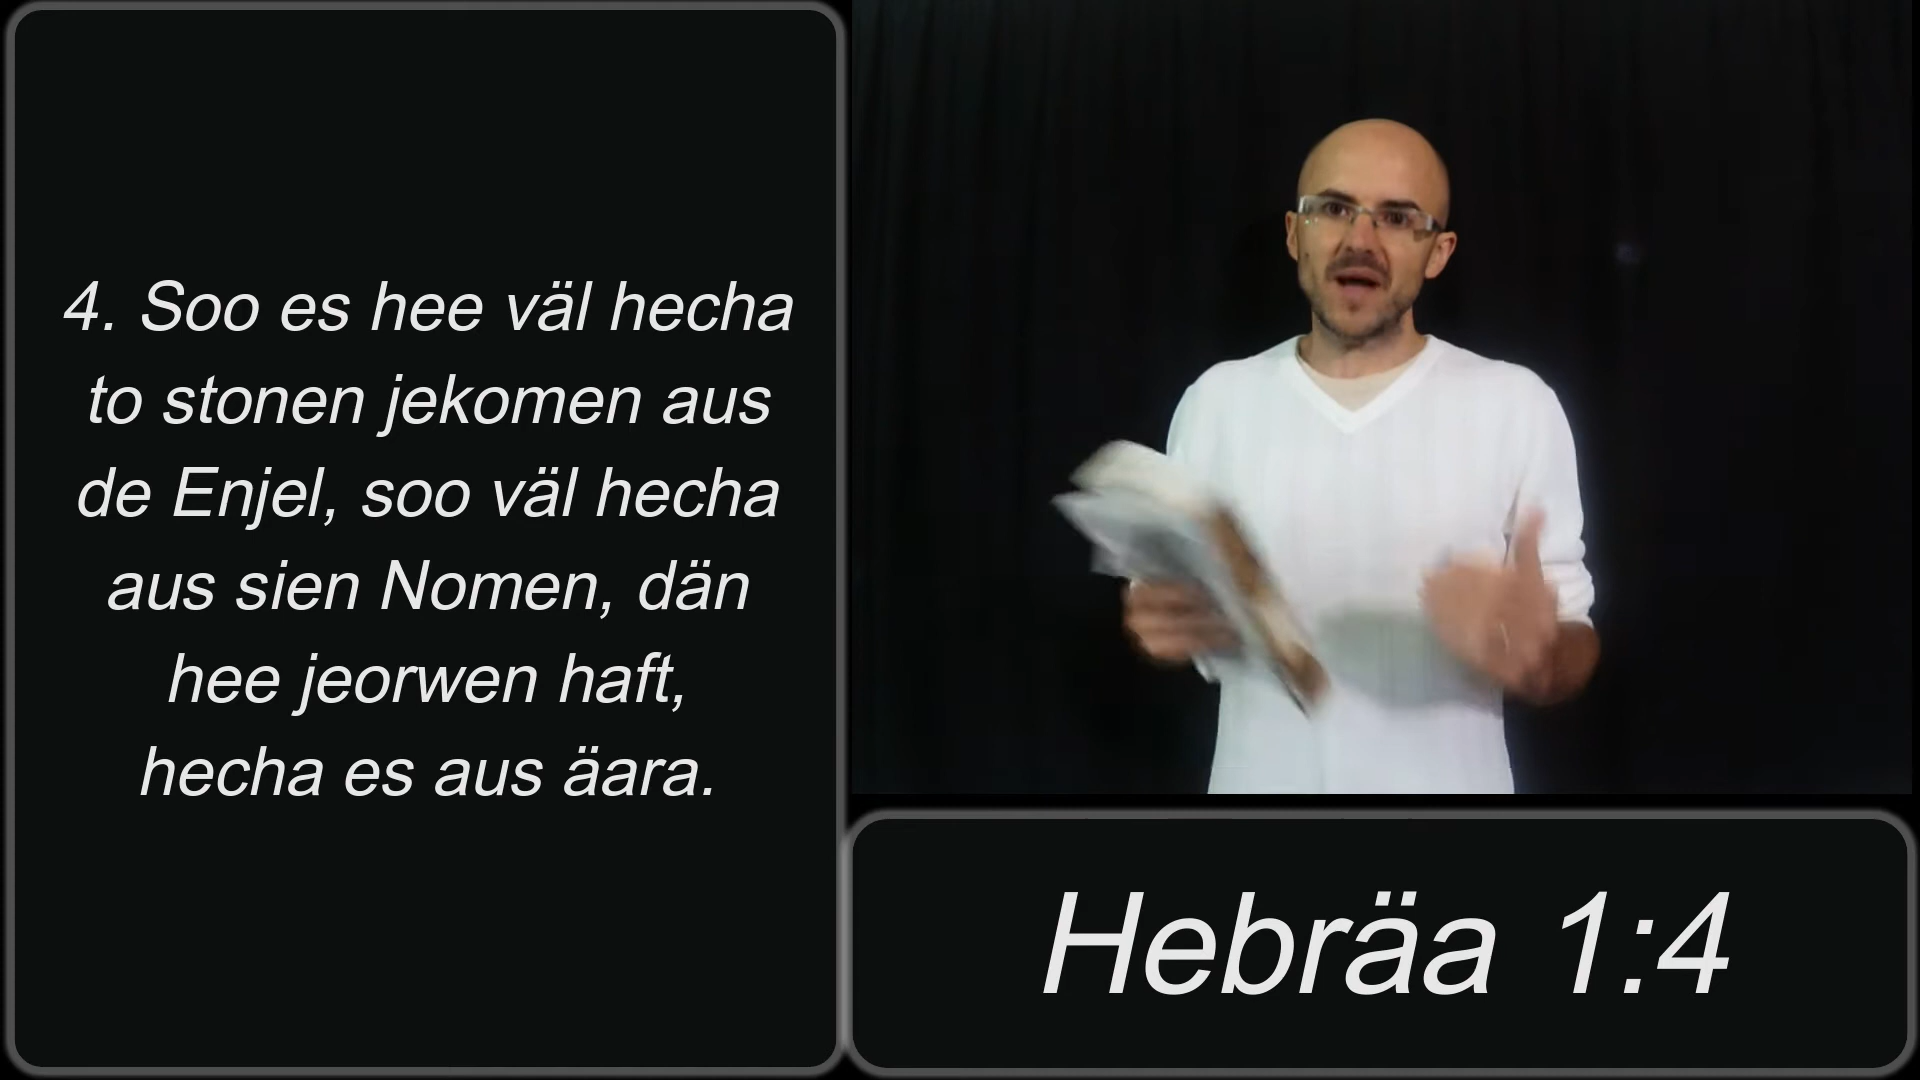 4. Soo es hee väl hecha
to stonen jekomen aus
de Enjel, soo väl hecha
aus sien Nomen, dän
hee jeorwen haft,
hecha es aus äara.
Hebräa 1:4